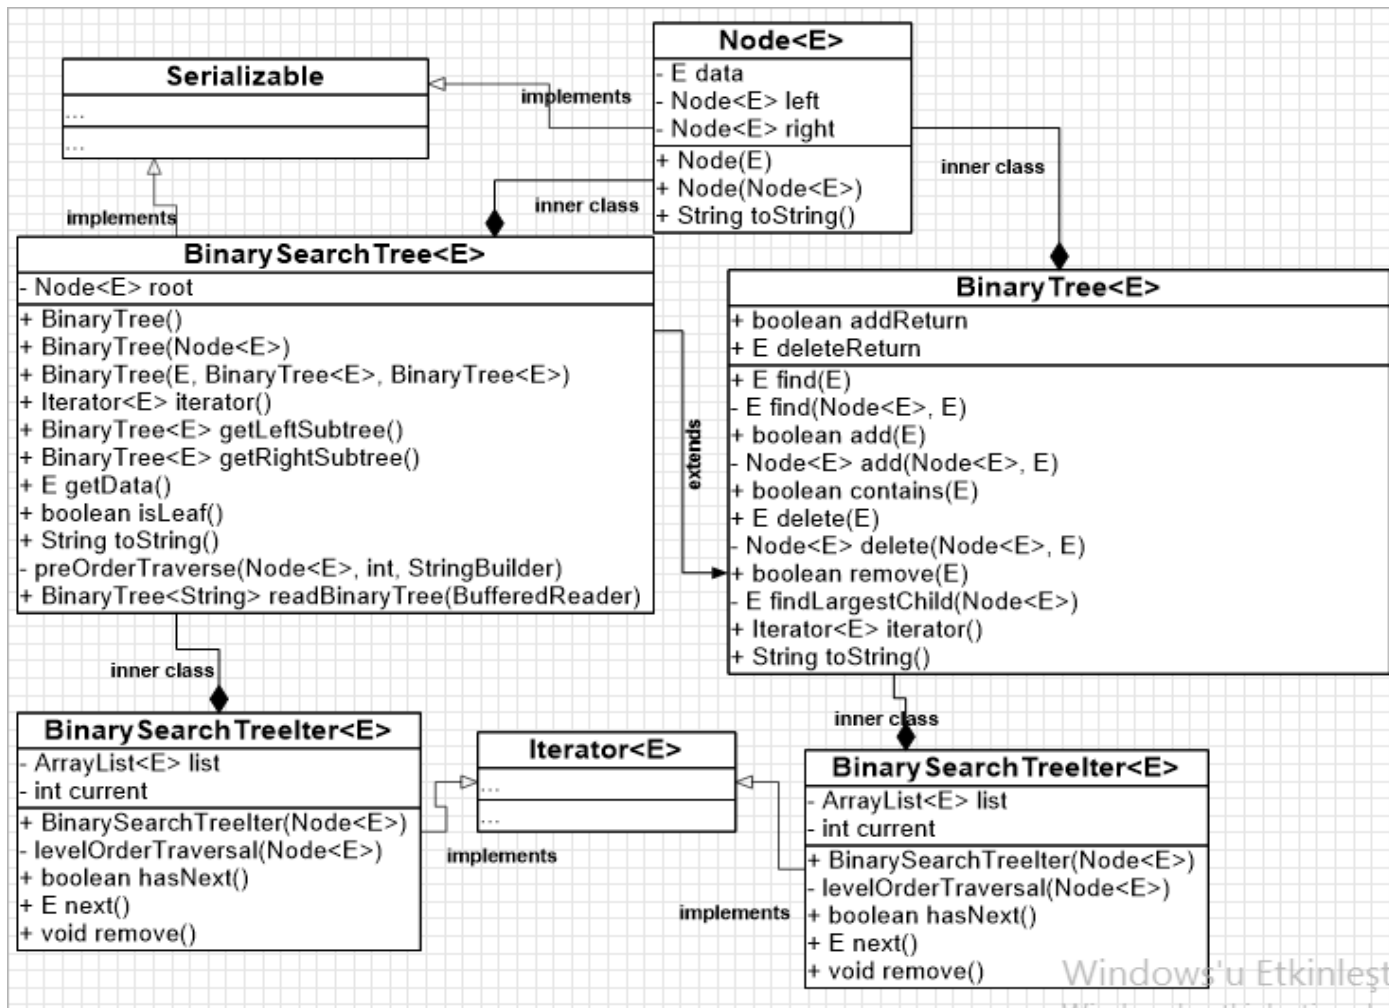 Node<E>
- E data
- Node<E> left
- Node<E> right
+ Node(E)
+ Node(Node<E>)
+ String toString()
Serializable
...
...
implements
implements
inner class
inner class
BinarySearchTree<E>
- Node<E> root
+ BinaryTree()
+ BinaryTree(Node<E>)
+ BinaryTree(E, BinaryTree<E>, BinaryTree<E>)
+ Iterator<E> iterator()
+ BinaryTree<E> getLeftSubtree()
+ BinaryTree<E> getRightSubtree()
+ E getData()
+ boolean isLeaf()
+ String toString()
- preOrderTraverse(Node<E>, int, StringBuilder)
+ BinaryTree<String> readBinaryTree(BufferedReader)
extends
BinaryTree<E>
+ boolean addReturn
+ E deleteReturn
+ E find(E)
- E find(Node<E>, E)
+ boolean add(E)
- Node<E> add(Node<E>, E)
+ boolean contains(E)
+ E delete(E)
- Node<E> delete(Node<E>, E)
+ boolean remove(E)
- E findLargestChild(Node<E>)
+ Iterator<E> iterator()
+ String toString()
inner class
inner class
BinarySearchTreeIter<E>
- ArrayList<E> list
- int current
+ BinarySearchTreeIter(Node<E>)
- levelOrderTraversal(Node<E>)
+ boolean hasNext()
+ E next()
+ void remove()
Iterator<E>
...
...
implements
implements
BinarySearchTreeIter<E>
- ArrayList<E> list
- int current
+ BinarySearchTreeIter(Node<E>)
- levelOrderTraversal(Node<E>)
+ boolean hasNext()
+ E next()
+ void remove()
Windows'u Etkinleşt